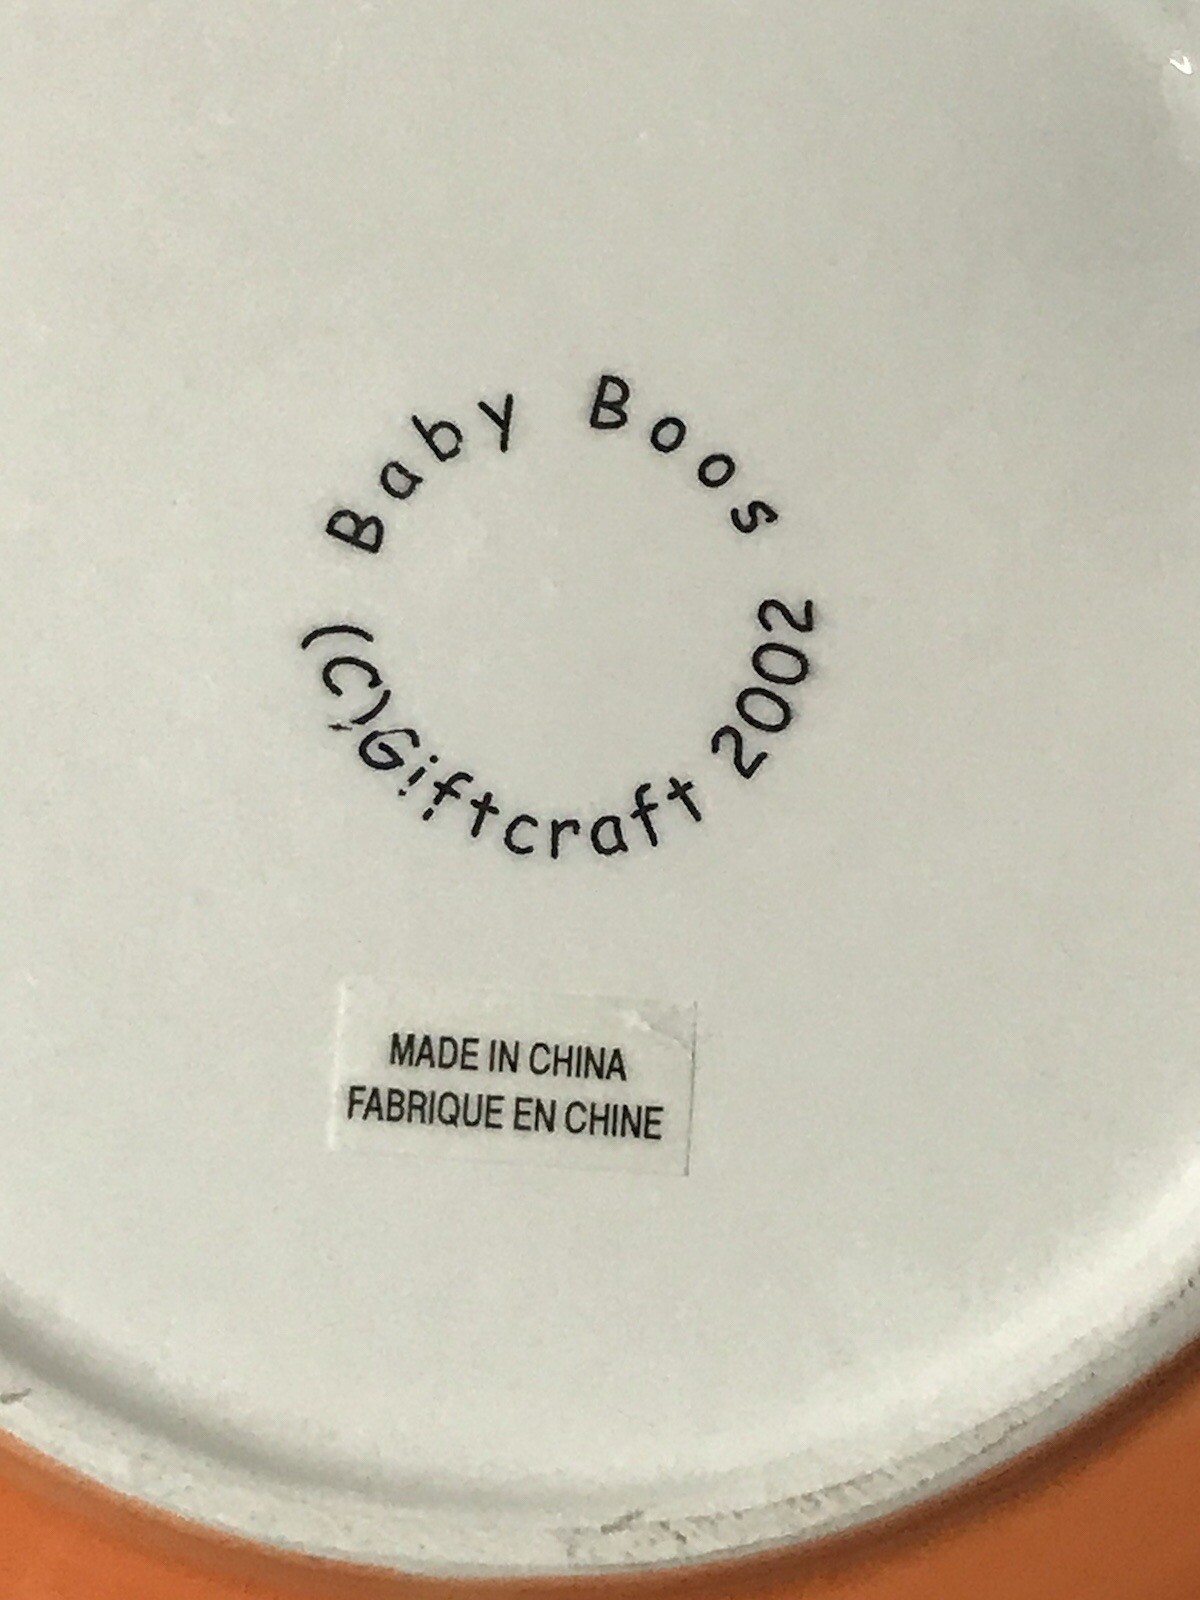 Baby Boos
(C)Giftcraft 2002
MADE IN CHINA
FABRIQUE EN CHINE